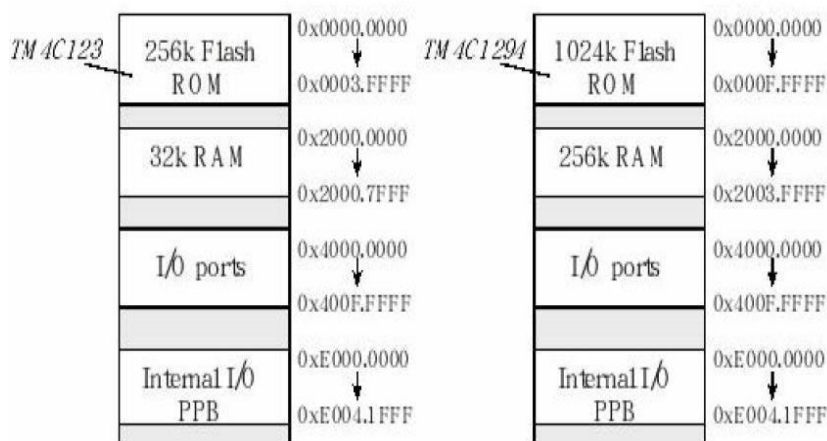 TM4C123
256k Flash
ROM
0x0000.0000
0x0003.FFFF
32k RAM
0x2000.0000
0x2000.7FFF
I/O ports
0x4000.0000
0x400F.FFFF
Internal I/O
PPB
0xE000.0000
0xE004.1FFF
TM4C1294
1024k Flash
ROM
0x0000.0000
0x000F.FFFF
256k RAM
0x2000.0000
0x2003.FFFF
I/O ports
0x4000.0000
0x400F.FFFF
Internal I/O
PPB
0xE000.0000
0xE004.1FFF